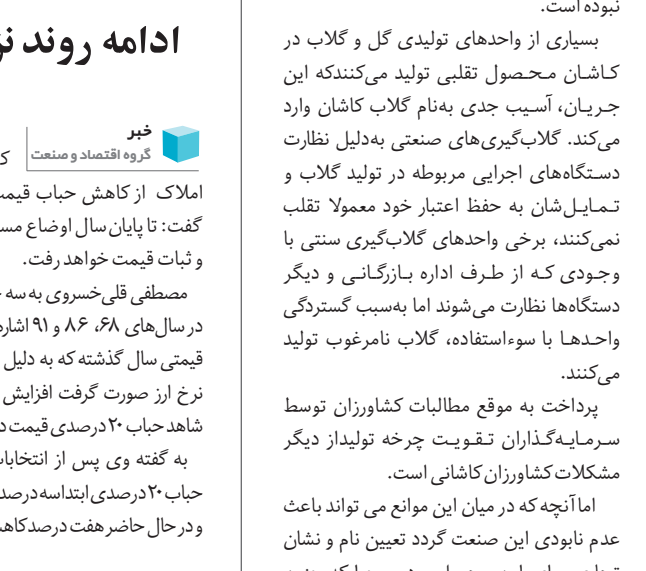 نبوده است.
بسیاری از واحدهای تولیدی گل و گلاب در
کاشان محصول تقلبی تولید می‌کنندکه این
جریان، آسیب جدی به‌نام گلاب کاشان وارد
می‌کند. گلاب‌گیری‌های صنعتی به‌دلیل نظارت
دستگاه‌های اجرایی مربوطه در تولید گلاب و
تمایل‌شان به حفظ اعتبار خود معمولا تقلب
نمی‌کنند، برخی واحدهای گلاب‌گیری سنتی با
وجودی که از طرف اداره بازرگانی و دیگر
دستگاه‌ها نظارت می‌شوند اما به‌سبب گستردگی
واحدها با سوءاستفاده، گلاب نامرغوب تولید
می‌کنند.
پرداخت به موقع مطالبات کشاورزان توسط
سرمایه‌گذاران تقویت چرخه تولیداز دیگر
مشکلات کشاورزان کاشانی است.
اما آنچه که در میان این موانع می تواند باعث
عدم نابودی این صنعت گردد تعیین نام و نشان
ادامه روند
خبر
گروه اقتصاد و صنعت
املاک از کاهش حباب
گفت: تا پایان سال اوضاع
و ثبات قیمت خواهد رفت.
مصطفی قلی‌خسروی به سه
در سال‌های ۶۸، ۸۶ و ۹۱
قیمتی سال گذشته که به دلیل
نرخ ارز صورت گرفت افزایش
شاهد حباب ۲۰ درصدی قیمت
به گفته وی پس از
حباب ۲۰ درصدی ابتدا سه
و در حال حاضر هفت درصد